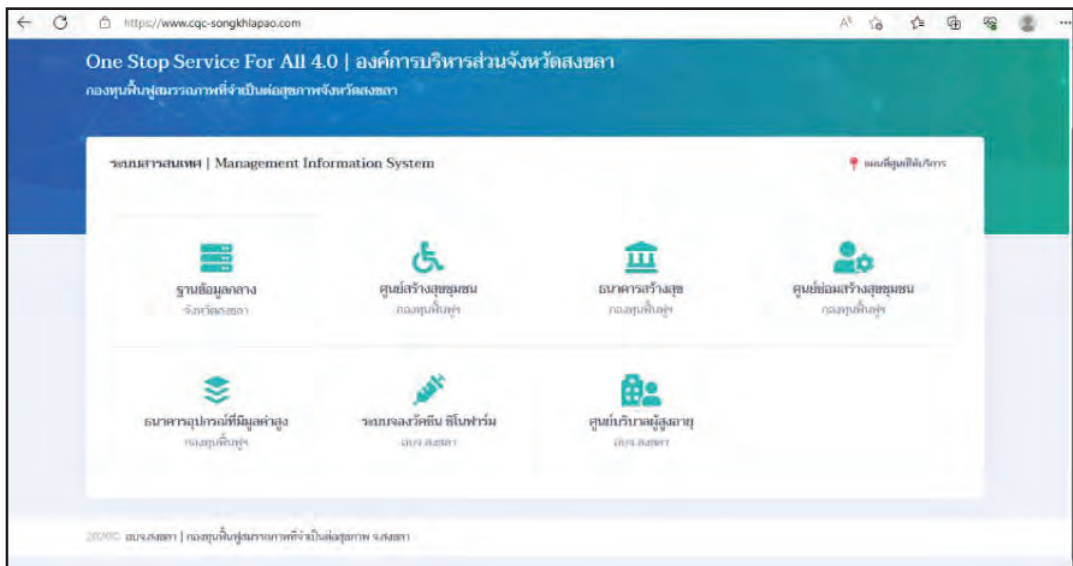 https://www.cqc-songkhlapao.com
One Stop Service For All 4.0 | องค์การบริหารส่วนจังหวัดสงขลา
กองทุนฟื้นฟูสมรรถภาพที่จำเป็นต่อสุขภาพจังหวัดสงขลา
ระบบสารสนเทศ | Management Information System
แผนที่ศูนย์ให้บริการ
ฐานข้อมูลกลาง
จังหวัดสงขลา
ศูนย์สร้างสุขชุมชน
กองทุนฟื้นฟูฯ
ธนาคารสร้างสุข
กองทุนฟื้นฟูฯ
ศูนย์ซ่อมสร้างสุขชุมชน
กองทุนฟื้นฟูฯ
ธนาคารอุปกรณ์ที่มีมูลค่าสูง
กองทุนฟื้นฟูฯ
ระบบจองวัคซีน ซิโนฟาร์ม
อบจ.สงขลา
ศูนย์บริบาลผู้สูงอายุ
อบจ.สงขลา
อบจ.สงขลา | กองทุนฟื้นฟูสมรรถภาพที่จำเป็นต่อสุขภาพ จ.สงขลา